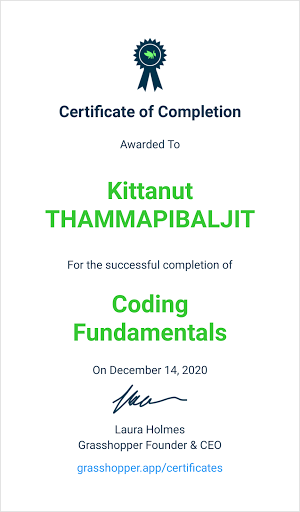 Certificate of Completion
Awarded To
Kittanut
THAMMAPIBALJIT
For the successful completion of
Coding
Fundamentals
On December 14, 2020
Laura Holmes
Grasshopper Founder & CEO
grasshopper.app/certificates